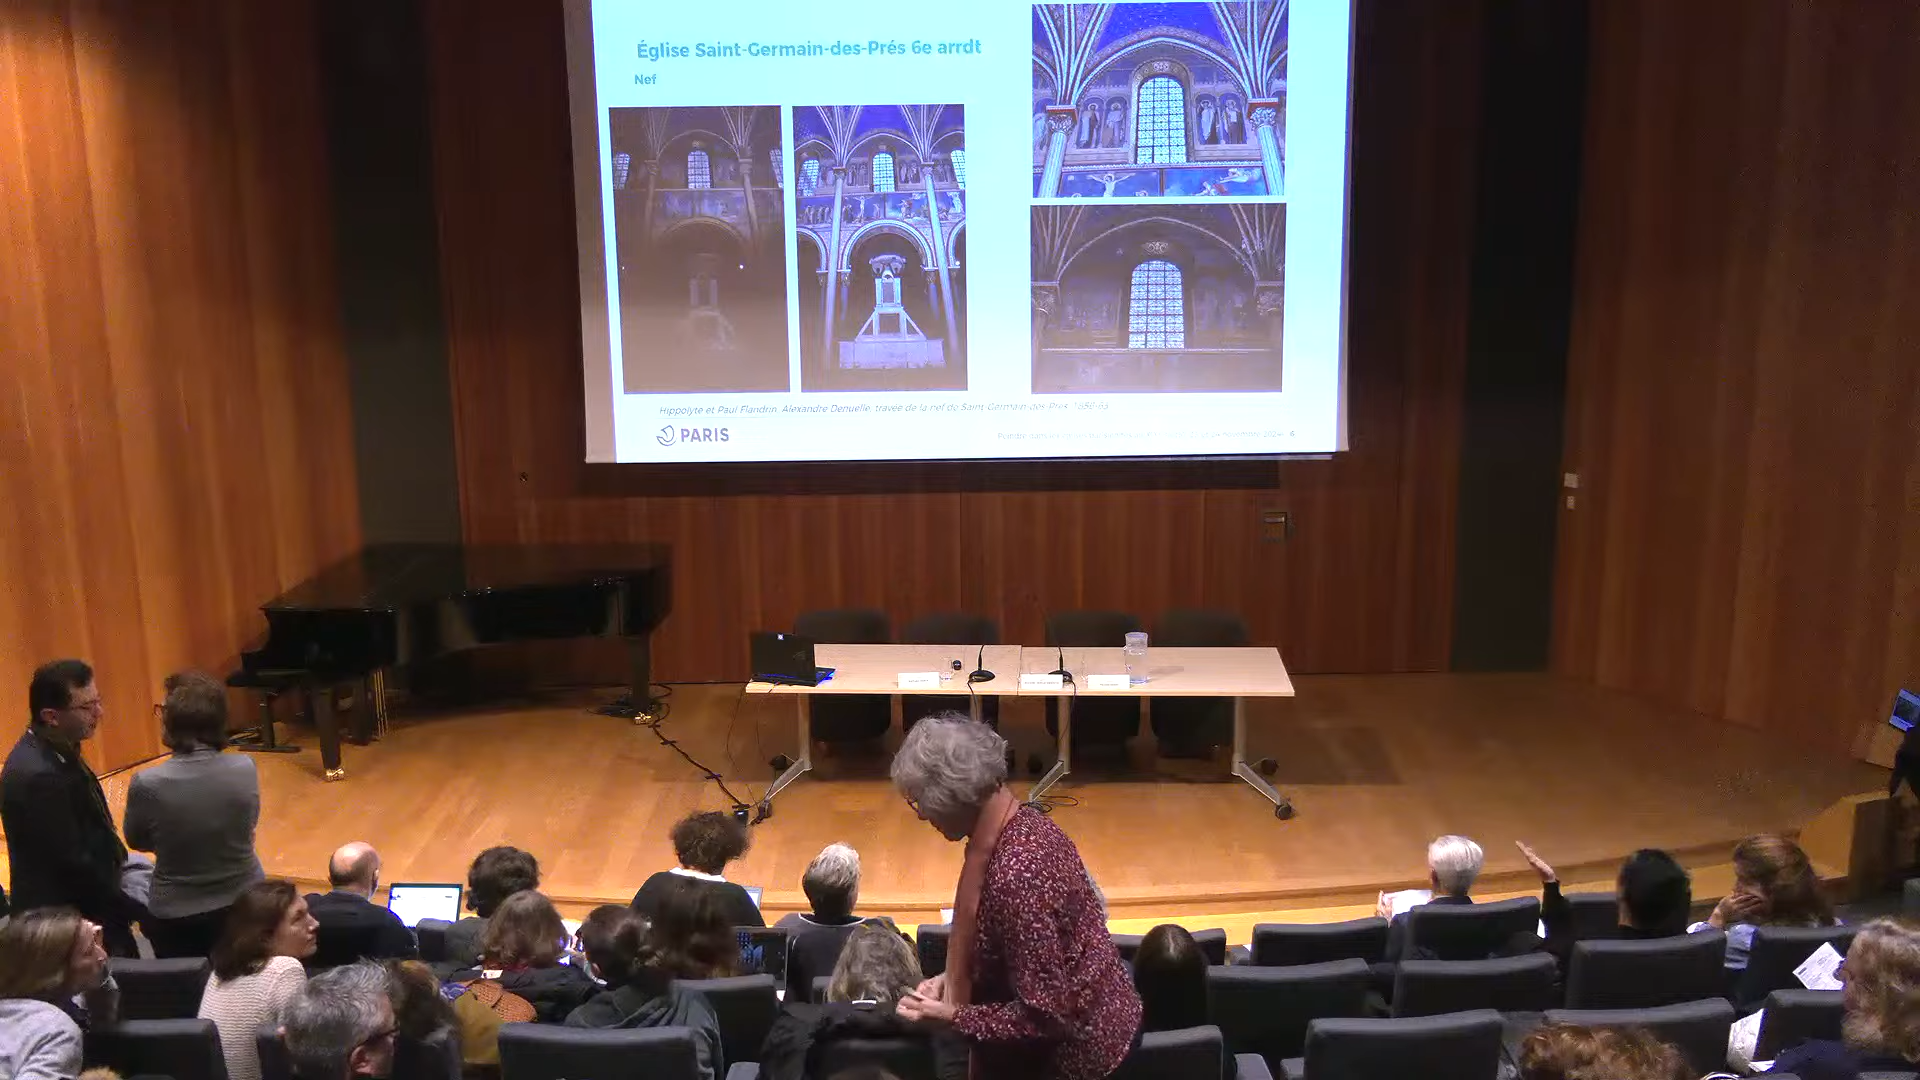 Église Saint-Germain-des-Prés 6e arrdt
Nef
Hippolyte et Paul Flandrin, Alexandre Denuelle, travée de la nef de Saint-Germain-des-Prés
PARIS
6